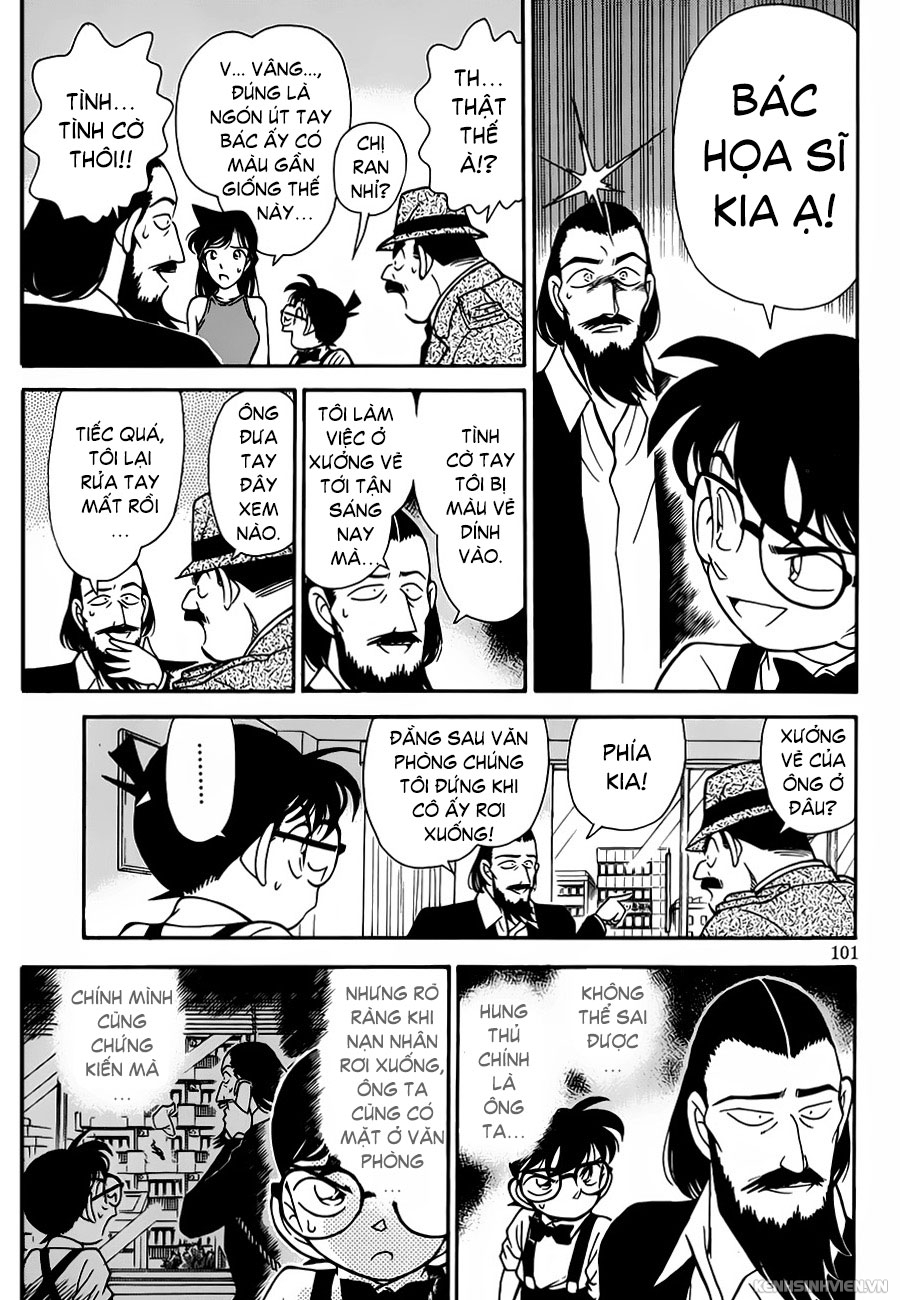 BÁC
HỌA SĨ
KIA Ạ!
TH...
THẬT
THẾ
À!?
CHỊ
RAN
NHỈ?
V... VÂNG...,
ĐÚNG LÀ
NGÓN ÚT TAY
BÁC ẤY CÓ
MÀU GẦN
GIỐNG THẾ
NÀY...
TÌNH...
TÌNH CỜ
THÔI!!
TÌNH
CỜ TAY
TÔI BỊ
MÀU VẼ
DÍNH
VÀO.
TÔI LÀM
VIỆC Ở
XƯỞNG VẼ
TỚI TẬN
SÁNG
NAY
MÀ...
ÔNG
ĐƯA
TAY
ĐÂY
XEM
NÀO.
TIẾC QUÁ,
TÔI LẠI
RỬA TAY
MẤT RỒI
...
XƯỞNG
VẼ CỦA
ÔNG Ở
ĐÂU?
PHÍA
KIA!
ĐẰNG SAU VĂN
PHÒNG CHÚNG
TÔI ĐỨNG KHI
CÔ ẤY RƠI
XUỐNG!
........
101
KHÔNG
THỂ SAI
ĐƯỢC
...
HUNG
THỦ
CHÍNH
LÀ
ÔNG
TA...
NHƯNG RÕ
RÀNG KHI
NẠN NHÂN
RƠI XUỐNG,
ÔNG TA
CŨNG CÓ
MẶT Ở VĂN
PHÒNG
...
CHÍNH MÌNH
CŨNG
CHỨNG
KIẾN MÀ
...
KENHSINHVIEN.VN